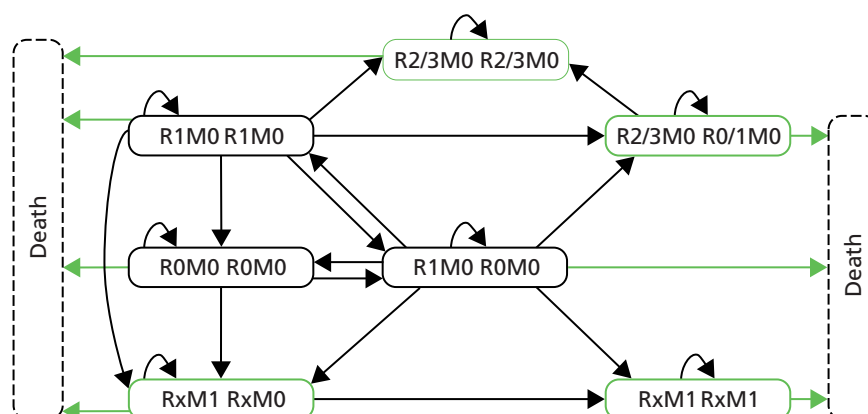 R2/3M0 R2/3M0
R1M0 R1M0
R2/3M0 R0/1M0
Death
R0M0 R0M0
R1M0 R0M0
Death
RxM1 RxM0
RxM1 RxM1